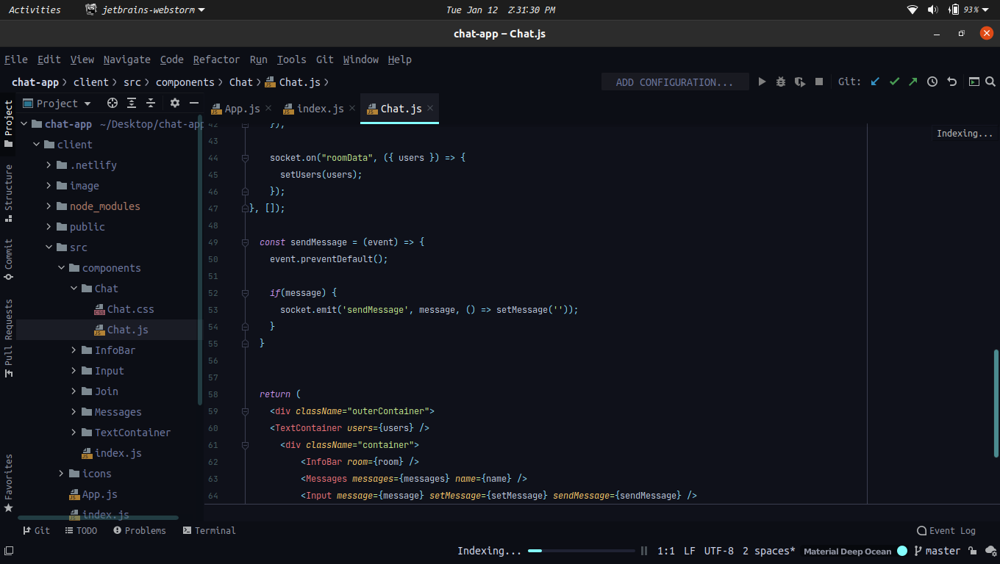 Activities jetbrains-webstorm Tue Jan 12 2:31:30 PM 93%
chat-app – Chat.js
File Edit View Navigate Code Refactor Run Tools Git Window Help
chat-app client src components Chat Chat.js ADD CONFIGURATION... Git:
Project
App.js index.js Chat.js
Project
Structure
Commit
Pull Requests
Favorites
chat-app ~/Desktop/chat-app
client
.netlify
image
node_modules
public
src
components
Chat
Chat.css
Chat.js
InfoBar
Input
Join
Messages
TextContainer
index.js
icons
App.js
index.js
Indexing...
42 });
43
44 socket.on("roomData", ({ users }) => {
45 setUsers(users);
46 });
47 }, []);
48
49 const sendMessage = (event) => {
50 event.preventDefault();
51
52 if(message) {
53 socket.emit('sendMessage', message, () => setMessage(''));
54 }
55 }
56
57
58 return (
59 <div className="outerContainer">
60 <TextContainer users={users} />
61 <div className="container">
62 <InfoBar room={room} />
63 <Messages messages={messages} name={name} />
64 <Input message={message} setMessage={setMessage} sendMessage={sendMessage} />
Git TODO Problems Terminal Event Log
Indexing... 1:1 LF UTF-8 2 spaces* Material Deep Ocean master